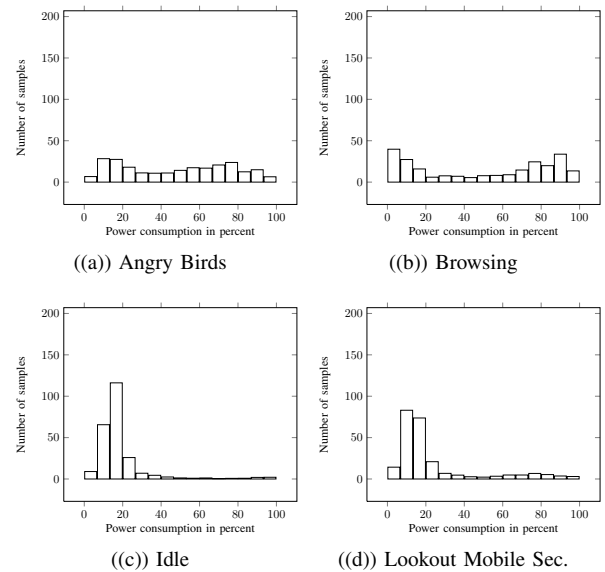 200
150
100
50
0
Number of samples
0 20 40 60 80 100
Power consumption in percent
((a)) Angry Birds
200
150
100
50
0
Number of samples
0 20 40 60 80 100
Power consumption in percent
((b)) Browsing
200
150
100
50
0
Number of samples
0 20 40 60 80 100
Power consumption in percent
((c)) Idle
200
150
100
50
0
Number of samples
0 20 40 60 80 100
Power consumption in percent
((d)) Lookout Mobile Sec.